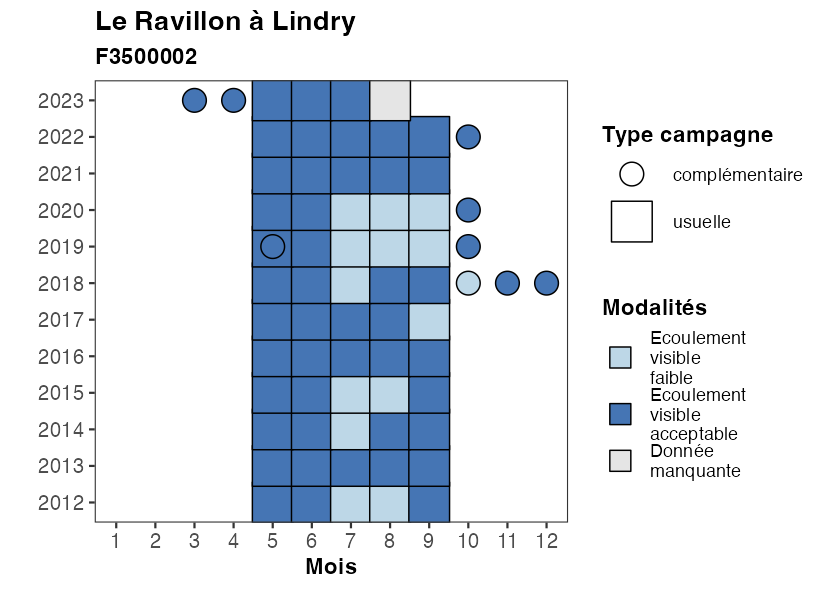 Le Ravillon à Lindry
F3500002
2023
2022
2021
2020
2019
2018
2017
2016
2015
2014
2013
2012
1 2 3 4 5 6 7 8 9 10 11 12
Mois
Type campagne
complémentaire
usuelle
Modalités
Ecoulement
visible
faible
Ecoulement
visible
acceptable
Donnée
manquante